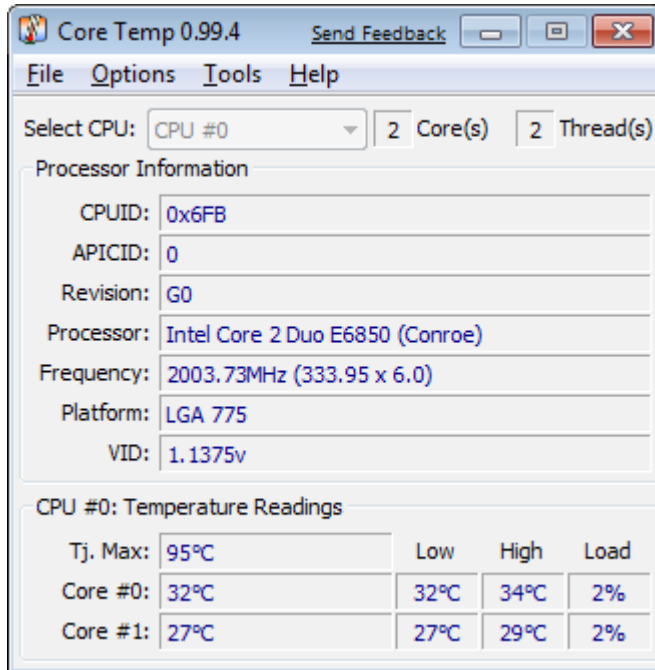 Core Temp 0.99.4 Send Feedback
File Options Tools Help
Select CPU: CPU #0 2 Core(s) 2 Thread(s)
Processor Information
CPUID: 0x6FB
APICID: 0
Revision: G0
Processor: Intel Core 2 Duo E6850 (Conroe)
Frequency: 2003.73MHz (333.95 x 6.0)
Platform: LGA 775
VID: 1.1375v
CPU #0: Temperature Readings
Tj. Max: 95°C Low High Load
Core #0: 32°C 32°C 34°C 2%
Core #1: 27°C 27°C 29°C 2%